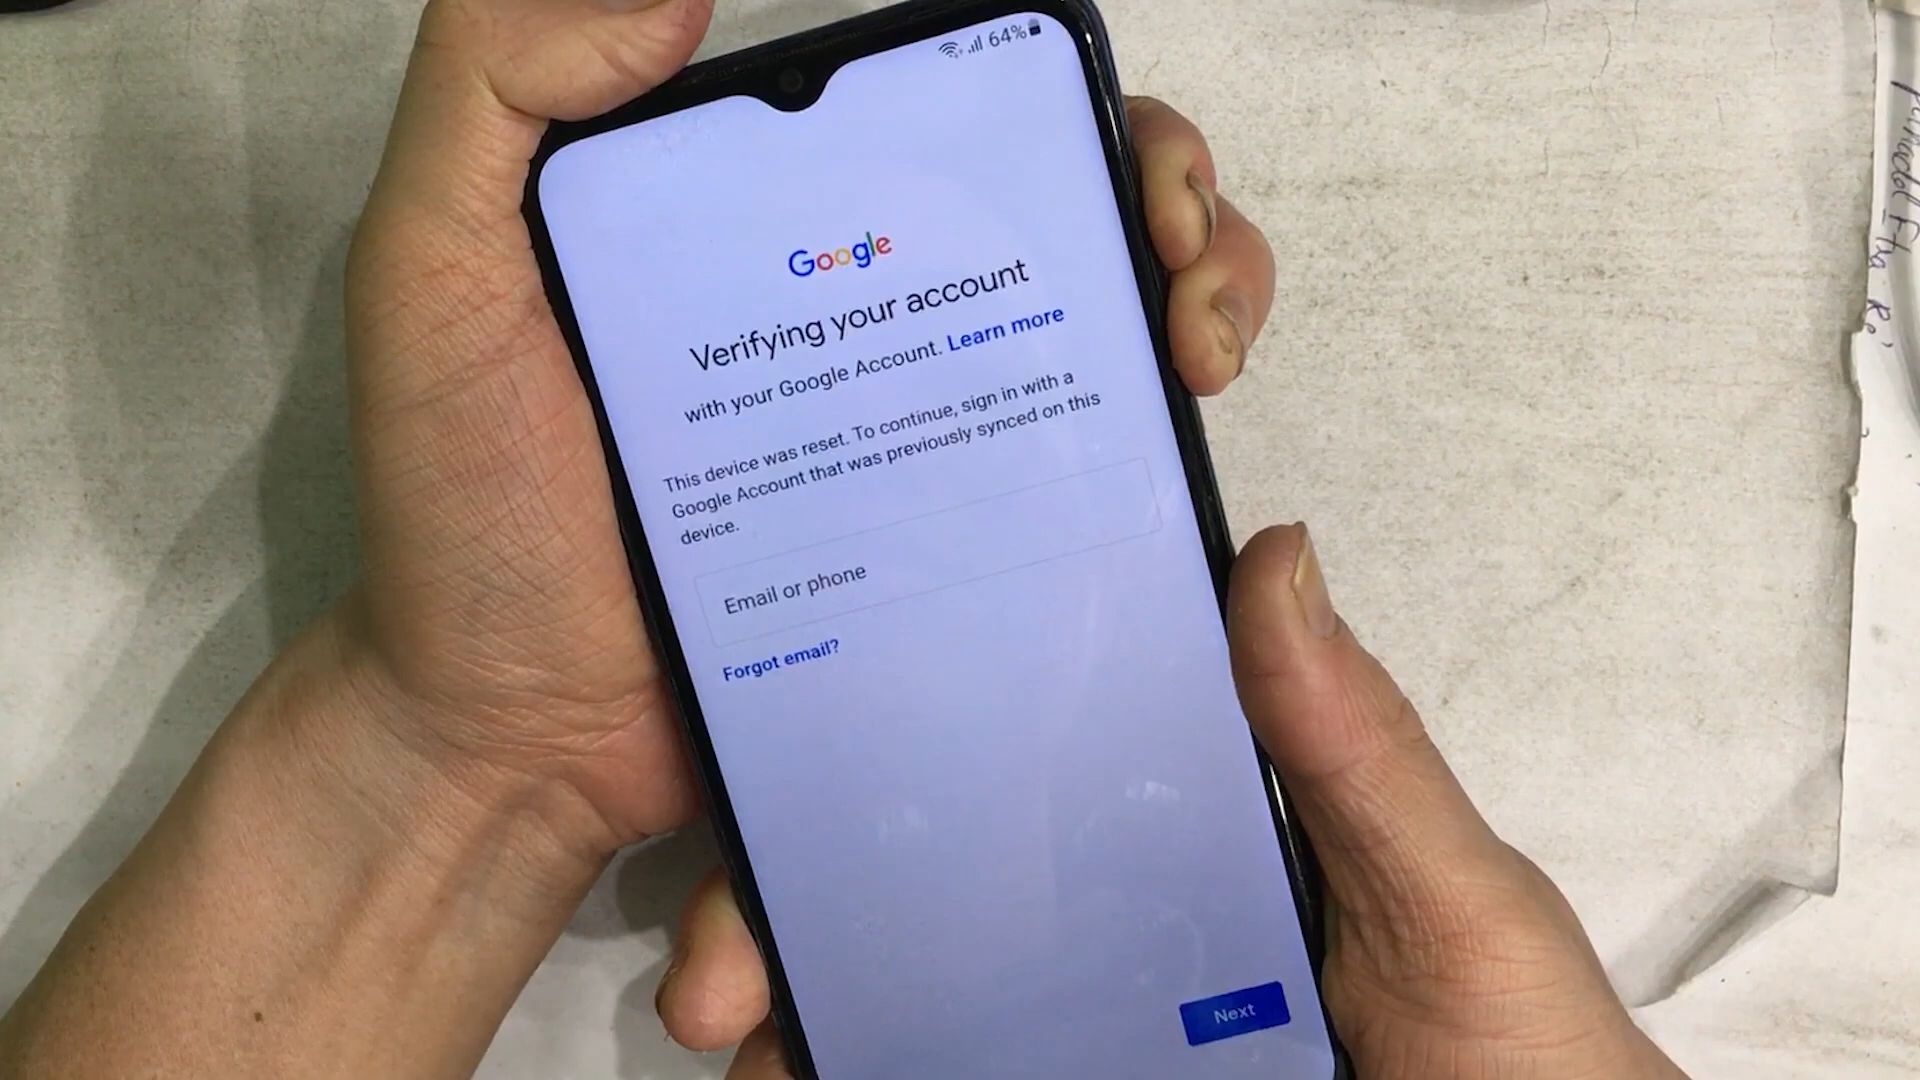 64%
Google
Verifying your account
with your Google Account. Learn more
This device was reset. To continue, sign in with a
Google Account that was previously synced on this
device.
Email or phone
Forgot email?
Next